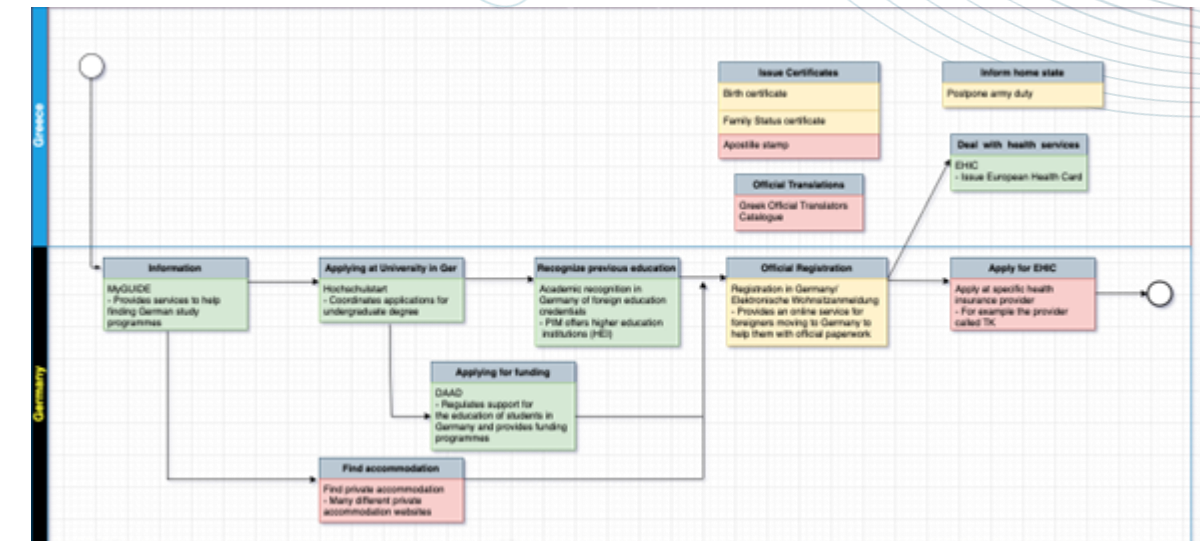 Greece
Issue Certificates
Birth certificate
Family Status certificate
Apostille stamp
Inform home state
Postpone army duty
Deal with health services
EHIC
- Issue European Health Card
Official Translations
Greek Official Translators
Catalogue
Germany
Information
MyGUIDE
- Provides services to help
finding German study
programmes
Applying at University in Ger
Hochschulstart
- Coordinates applications for
undergraduate degree
Recognize previous education
Academic recognition in
Germany of foreign education
credentials
- PIM offers higher education
institutions (HEI)
Official Registration
Registration in Germany/
Elektronische Wohnsitzanmeldung
- Provides an online service for
foreigners moving to Germany to
help them with official paperwork
Apply for EHIC
Apply at specific health
insurance provider
- For example the provider
called TK
Applying for funding
DAAD
- Regulates support for
the education of students in
Germany and provides funding
programmes
Find accommodation
Find private accommodation
- Many different private
accommodation websites